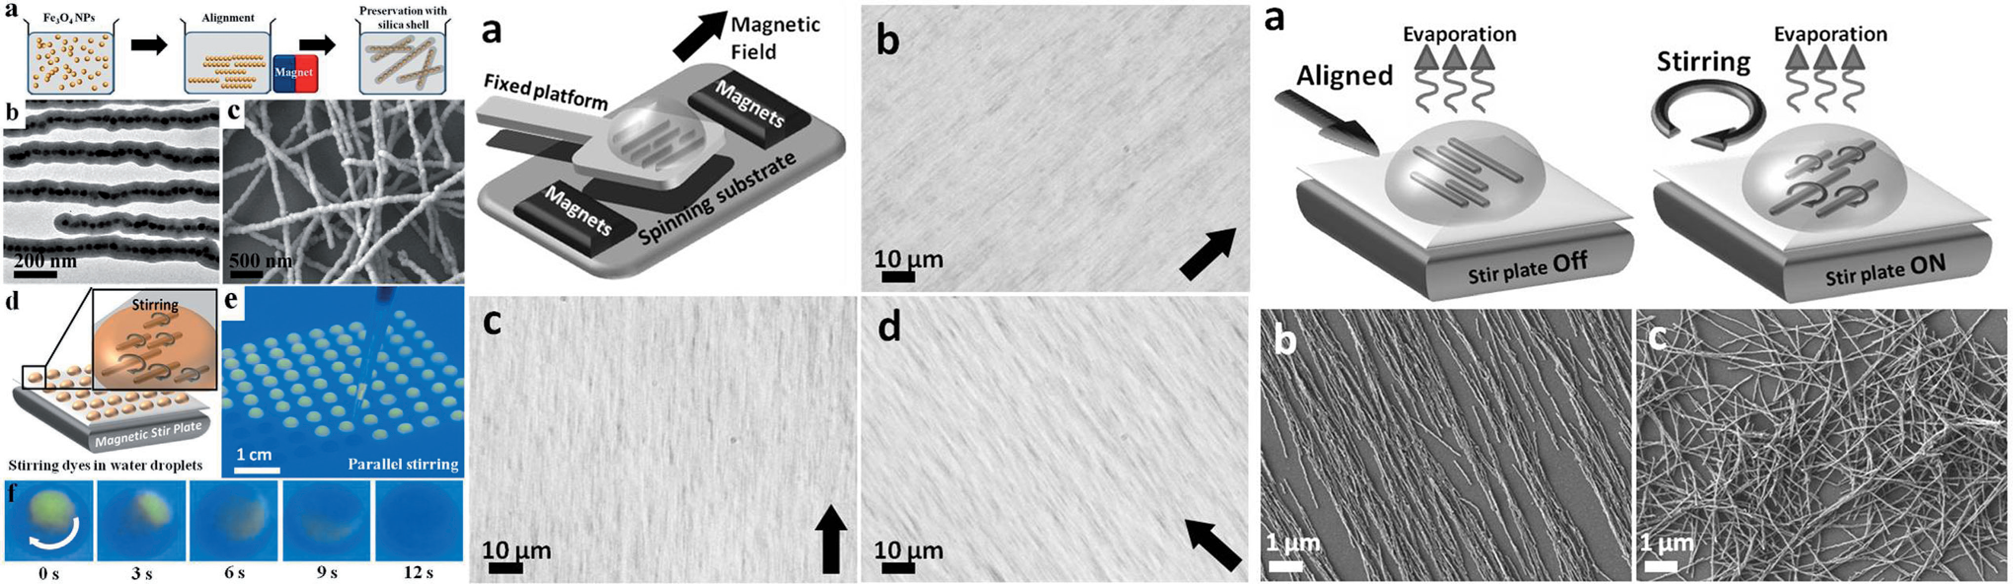 a
Fe₃O₄ NPs
Alignment
Preservation with
silica shell
Magnet
b
200 nm
c
500 nm
d
Stirring
Magnetic Stir Plate
Stirring dyes in water droplets
e
1 cm
Parallel stirring
f
0 s
3 s
6 s
9 s
12 s
a
Magnetic
Field
Fixed platform
Magnets
Magnets
Spinning substrate
b
10 µm
c
10 µm
d
10 µm
a
Aligned
Evaporation
Stir plate Off
Stirring
Evaporation
Stir plate ON
b
1 µm
c
1 µm